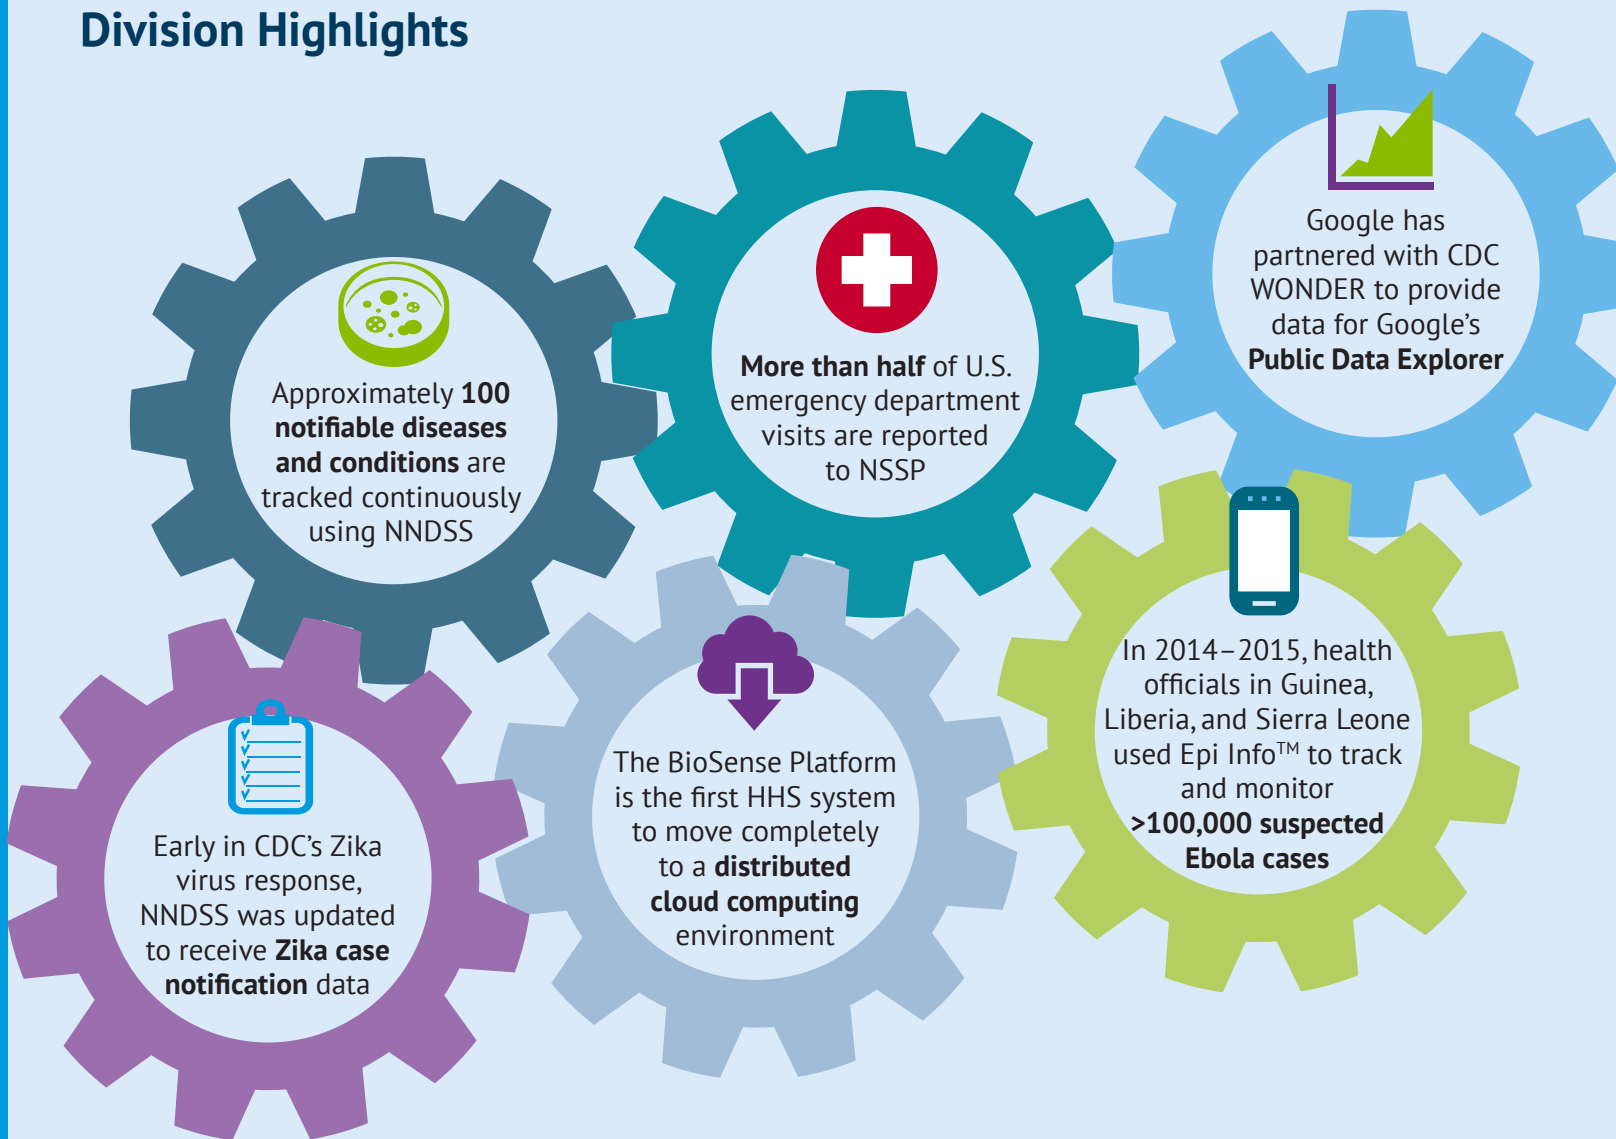 Division Highlights
Approximately 100
notifiable diseases
and conditions are
tracked continuously
using NNDSS
More than half of U.S.
emergency department
visits are reported
to NSSP
Google has
partnered with CDC
WONDER to provide
data for Google’s
Public Data Explorer
Early in CDC’s Zika
virus response,
NNDSS was updated
to receive Zika case
notification data
The BioSense Platform
is the first HHS system
to move completely
to a distributed
cloud computing
environment
In 2014–2015, health
officials in Guinea,
Liberia, and Sierra Leone
used Epi Info™ to track
and monitor
>100,000 suspected
Ebola cases